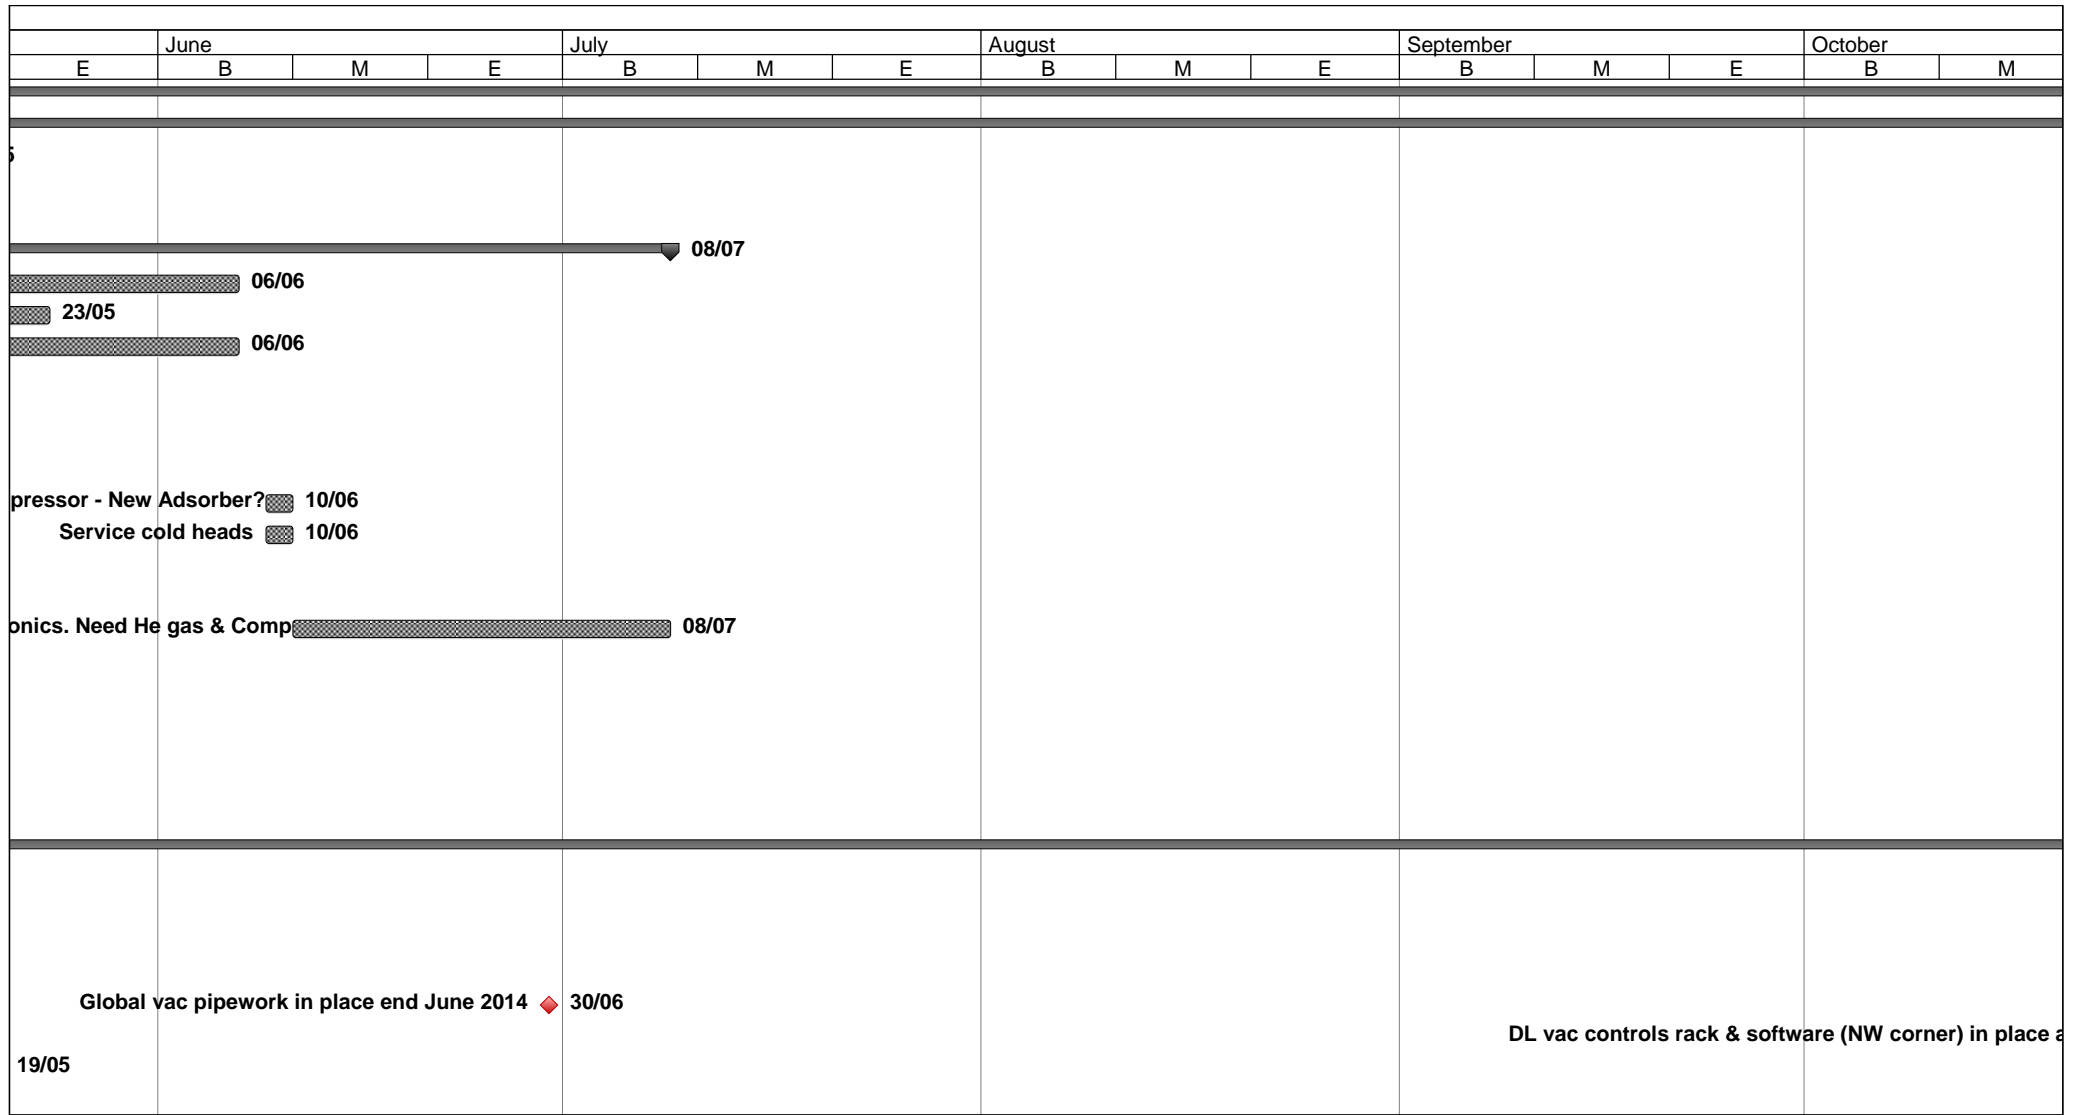 June July August September October
E B M E B M E B M E B M E B M
08/07
06/06
23/05
06/06
pressor - New Adsorber? 10/06
Service cold heads 10/06
onics. Need He gas & Comp 08/07
Global vac pipework in place end June 2014 30/06
DL vac controls rack & software (NW corner) in place
19/05